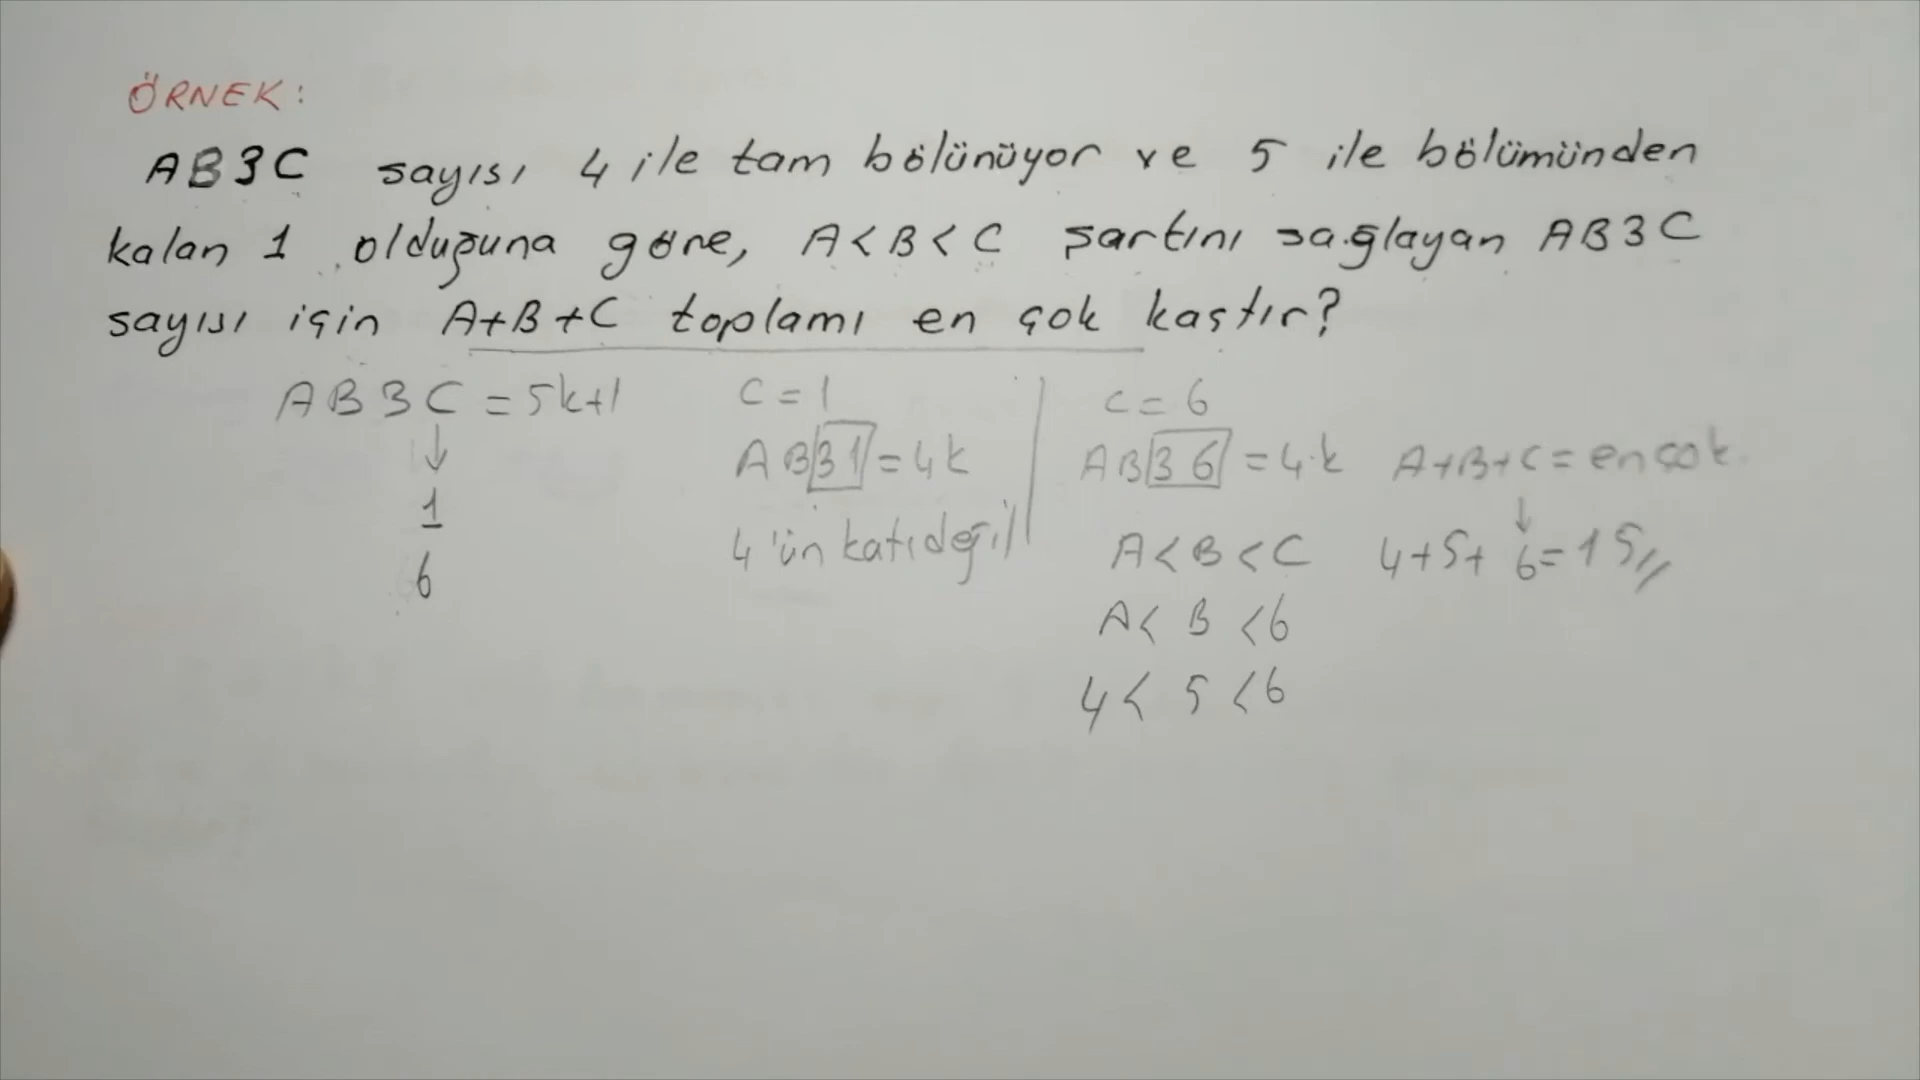 ÖRNEK:
AB3C sayısı 4 ile tam bölünüyor ve 5 ile bölümünden
kalan 1 olduğuna göre, A<B<C şartını sağlayan AB3C
sayısı için A+B+C toplamı en çok kaçtır?
AB3C = 5k+1
↓
1
6
C = 1
AB31 = 4k
4'ün katı değil
C = 6
AB36 = 4.k
A<B<C
A< B <6
4< 5 <6
A+B+C = en çok.
↓
4+5+6=15//